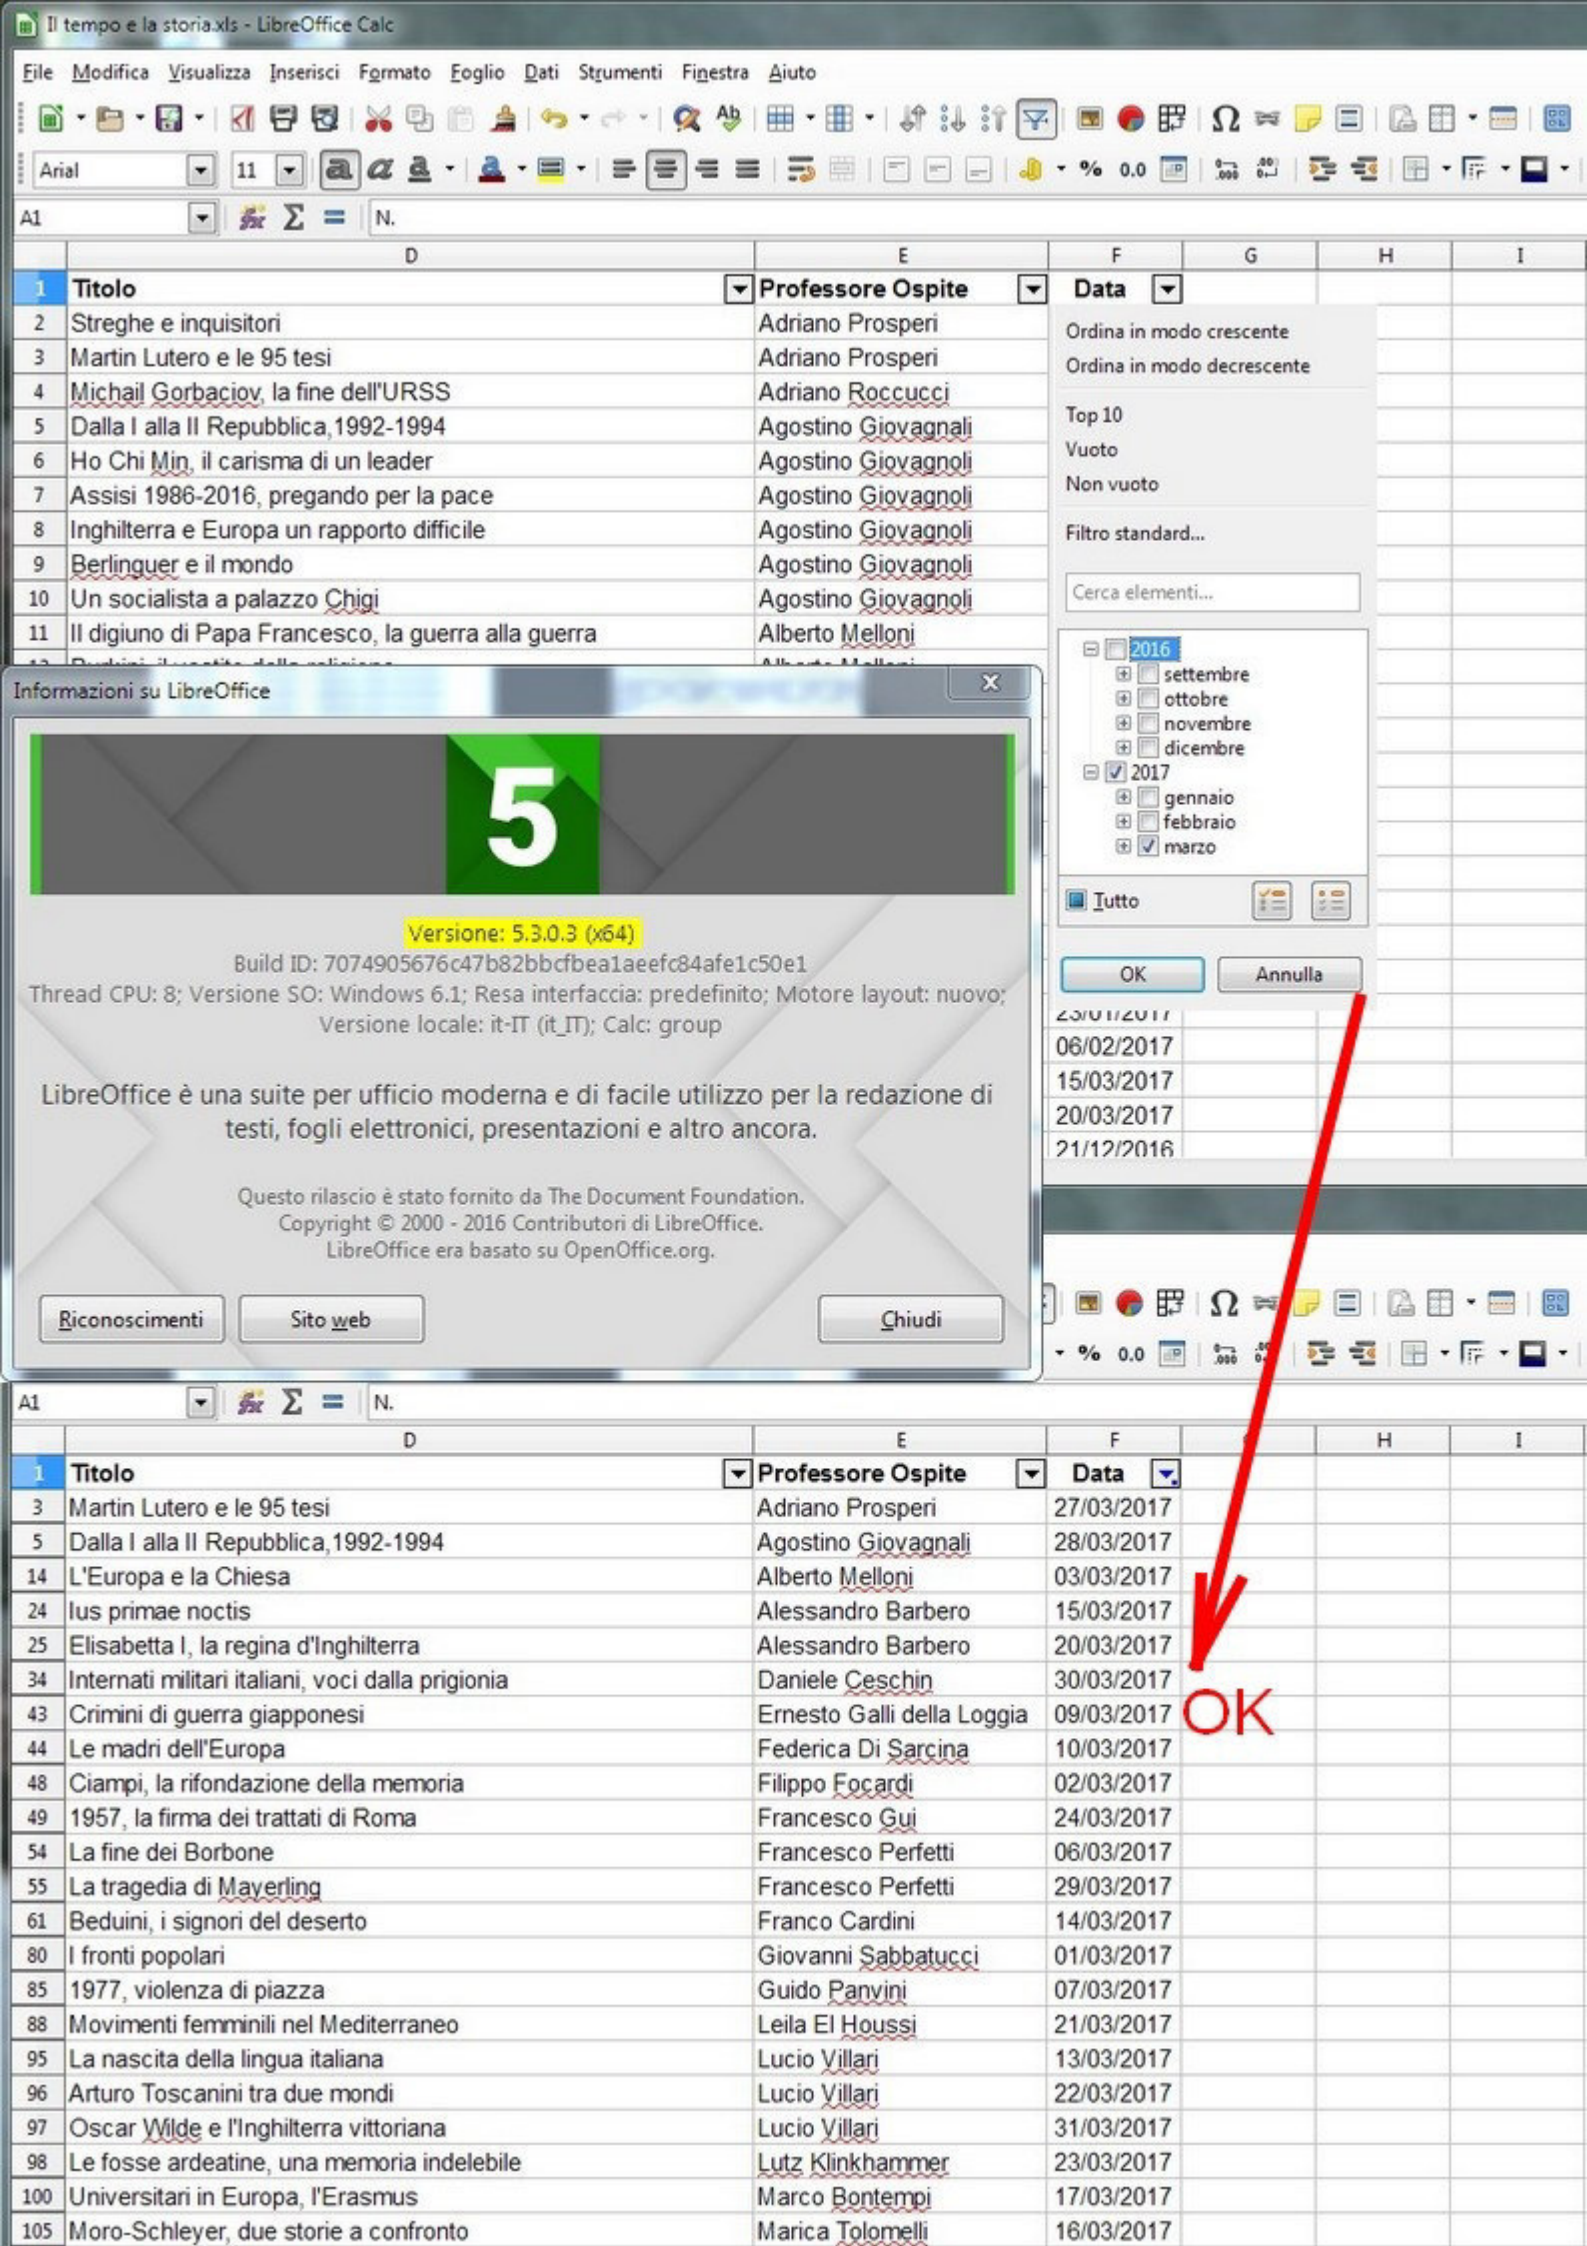 Il tempo e la storia.xls - LibreOffice Calc
File Modifica Visualizza Inserisci Formato Foglio Dati Strumenti Finestra Aiuto
Arial 11 a a a % 0.0
A1 N.
D E F G H I
1 Titolo Professore Ospite Data
2 Streghe e inquisitori Adriano Prosperi
3 Martin Lutero e le 95 tesi Adriano Prosperi
4 Michail Gorbaciov, la fine dell'URSS Adriano Roccucci
5 Dalla I alla II Repubblica,1992-1994 Agostino Giovagnali
6 Ho Chi Min, il carisma di un leader Agostino Giovagnoli
7 Assisi 1986-2016, pregando per la pace Agostino Giovagnoli
8 Inghilterra e Europa un rapporto difficile Agostino Giovagnoli
9 Berlinguer e il mondo Agostino Giovagnoli
10 Un socialista a palazzo Chigi Agostino Giovagnoli
11 Il digiuno di Papa Francesco, la guerra alla guerra Alberto Melloni
Ordina in modo crescente
Ordina in modo decrescente
Top 10
Vuoto
Non vuoto
Filtro standard...
Cerca elementi...
2016
settembre
ottobre
novembre
dicembre
2017
gennaio
febbraio
marzo
Tutto
OK Annulla
23/01/2017
06/02/2017
15/03/2017
20/03/2017
21/12/2016
Informazioni su LibreOffice
5
Versione: 5.3.0.3 (x64)
Build ID: 7074905676c47b82bbcfbea1aeefc84afe1c50e1
Thread CPU: 8; Versione SO: Windows 6.1; Resa interfaccia: predefinito; Motore layout: nuovo;
Versione locale: it-IT (it_IT); Calc: group
LibreOffice è una suite per ufficio moderna e di facile utilizzo per la redazione di
testi, fogli elettronici, presentazioni e altro ancora.
Questo rilascio è stato fornito da The Document Foundation.
Copyright © 2000 - 2016 Contributori di LibreOffice.
LibreOffice era basato su OpenOffice.org.
Riconoscimenti Sito web Chiudi
% 0.0
A1 N.
D E F H I
1 Titolo Professore Ospite Data
3 Martin Lutero e le 95 tesi Adriano Prosperi 27/03/2017
5 Dalla I alla II Repubblica,1992-1994 Agostino Giovagnali 28/03/2017
14 L'Europa e la Chiesa Alberto Melloni 03/03/2017
24 Ius primae noctis Alessandro Barbero 15/03/2017
25 Elisabetta I, la regina d'Inghilterra Alessandro Barbero 20/03/2017
34 Internati militari italiani, voci dalla prigionia Daniele Ceschin 30/03/2017
43 Crimini di guerra giapponesi Ernesto Galli della Loggia 09/03/2017 OK
44 Le madri dell'Europa Federica Di Sarcina 10/03/2017
48 Ciampi, la rifondazione della memoria Filippo Focardi 02/03/2017
49 1957, la firma dei trattati di Roma Francesco Gui 24/03/2017
54 La fine dei Borbone Francesco Perfetti 06/03/2017
55 La tragedia di Mayerling Francesco Perfetti 29/03/2017
61 Beduini, i signori del deserto Franco Cardini 14/03/2017
80 I fronti popolari Giovanni Sabbatucci 01/03/2017
85 1977, violenza di piazza Guido Panvini 07/03/2017
88 Movimenti femminili nel Mediterraneo Leila El Houssi 21/03/2017
95 La nascita della lingua italiana Lucio Villari 13/03/2017
96 Arturo Toscanini tra due mondi Lucio Villari 22/03/2017
97 Oscar Wilde e l'Inghilterra vittoriana Lucio Villari 31/03/2017
98 Le fosse ardeatine, una memoria indelebile Lutz Klinkhammer 23/03/2017
100 Universitari in Europa, l'Erasmus Marco Bontempi 17/03/2017
105 Moro-Schleyer, due storie a confronto Marica Tolomelli 16/03/2017